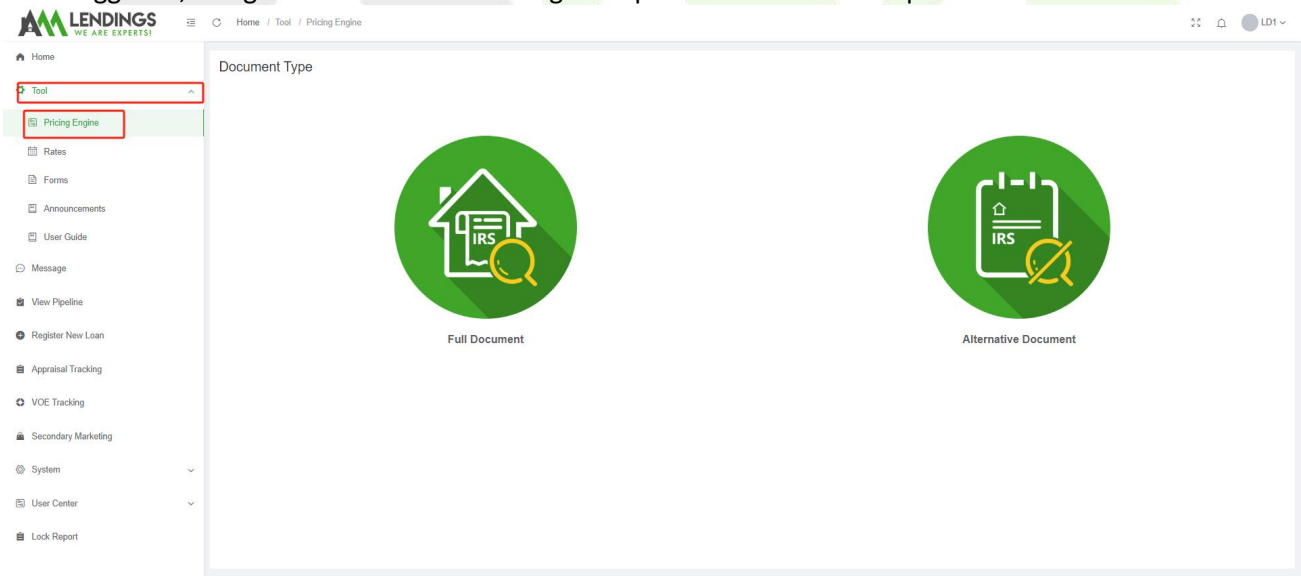 AAA LENDINGS
WE ARE EXPERTS!
Home / Tool / Pricing Engine
LD1
Home
Tool
Pricing Engine
Rates
Forms
Announcements
User Guide
Message
View Pipeline
Register New Loan
Appraisal Tracking
VOE Tracking
Secondary Marketing
System
User Center
Lock Report
Document Type
IRS
Full Document
IRS
Alternative Document